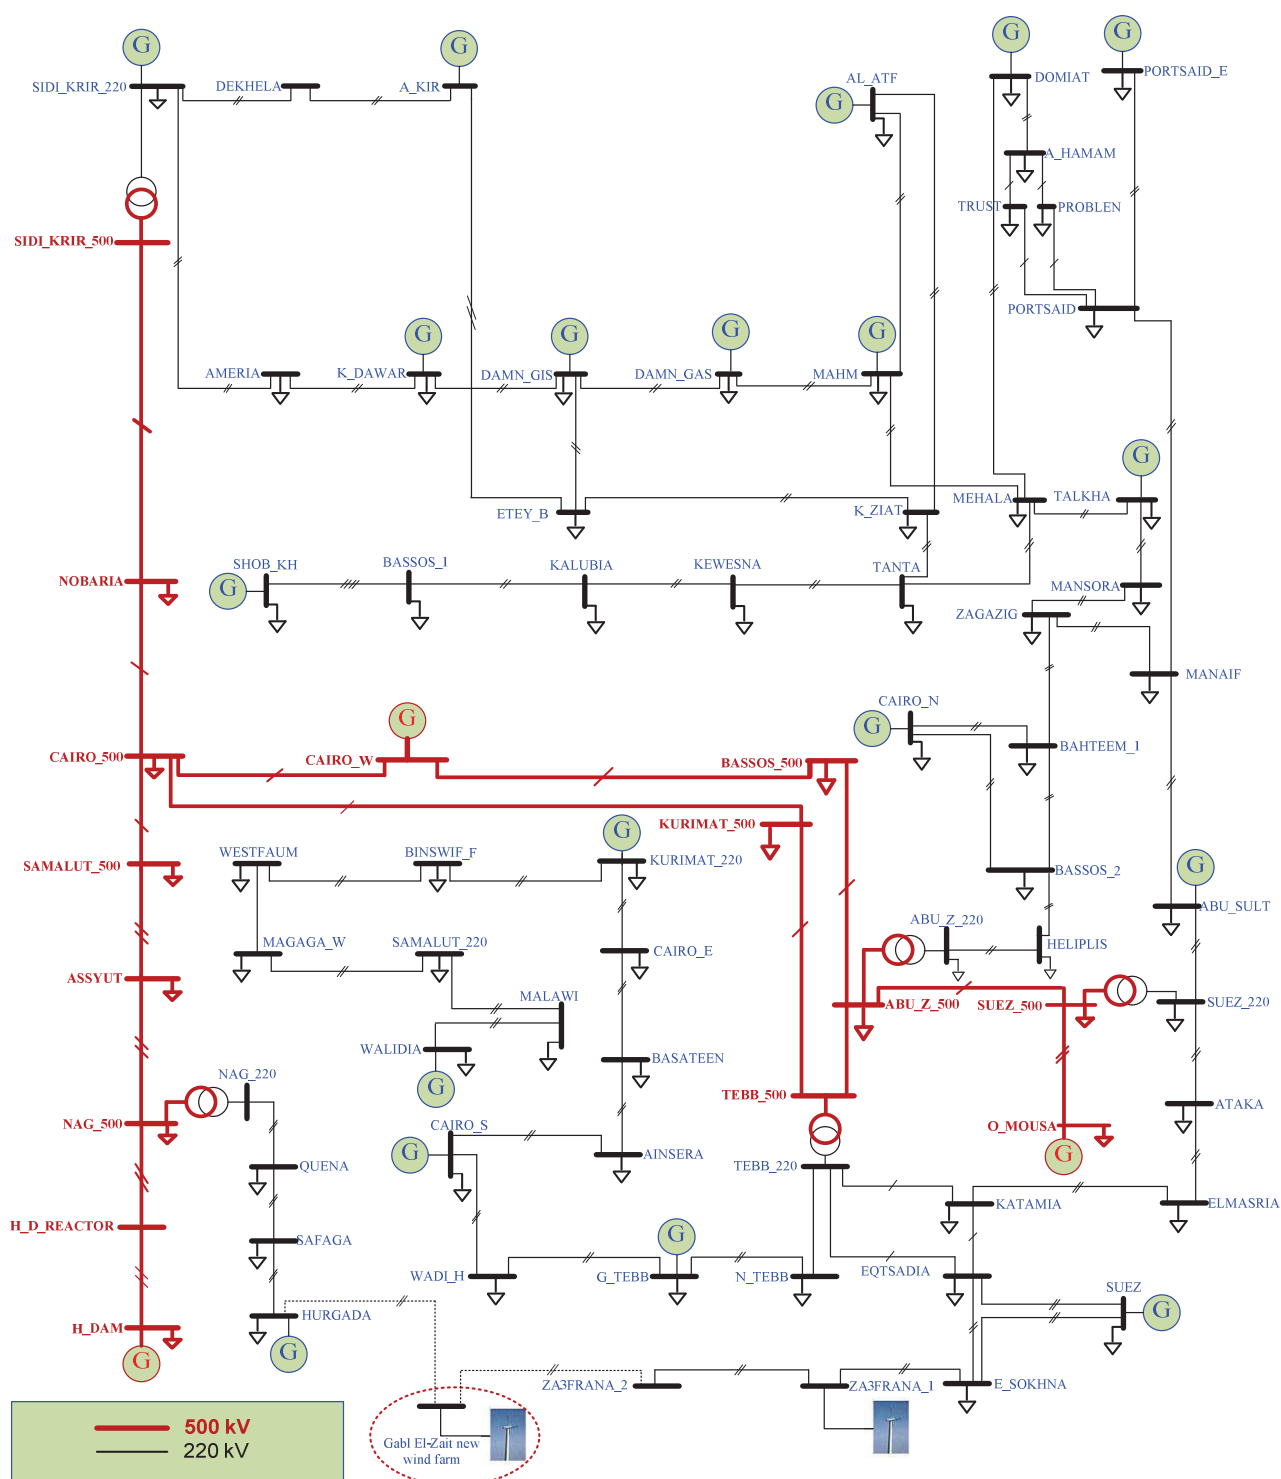 G
G
G
G
SIDI_KRIR_220
DEKHELA
A_KIR
AL_ATF
G
DOMIAT
PORTSAID_E
A_HAMAM
TRUST
PROBLEN
SIDI_KRIR_500
PORTSAID
G
G
G
G
AMERIA
K_DAWAR
DAMN_GIS
DAMN_GAS
MAHM
G
ETEY_B
K_ZIAT
MEHALA
TALKHA
SHOB_KH
BASSOS_1
KALUBIA
KEWESNA
TANTA
NOBARIA
G
MANSORA
ZAGAZIG
MANAIF
CAIRO_N
G
G
CAIRO_500
CAIRO_W
BASSOS_500
BAHTEEM_1
KURIMAT_500
G
SAMALUT_500
WESTFAUM
BINSWIF_F
KURIMAT_220
BASSOS_2
G
ABU_SULT
ABU_Z_220
HELIPLIS
MAGAGA_W
SAMALUT_220
CAIRO_E
ASSYUT
MALAWI
ABU_Z_500
SUEZ_500
SUEZ_220
WALIDIA
BASATEEN
NAG_220
G
TEBB_500
ATAKA
NAG_500
CAIRO_S
O_MOUSA
G
G
AINSERA
TEBB_220
QUENA
KATAMIA
ELMASRIA
H_D_REACTOR
SAFAGA
G
WADI_H
G_TEBB
N_TEBB
EQTSADIA
SUEZ
G
HURGADA
H_DAM
G
G
ZA3FRANA_2
ZA3FRANA_1
E_SOKHNA
500 kV
220 kV
Gabl El-Zait new
wind farm